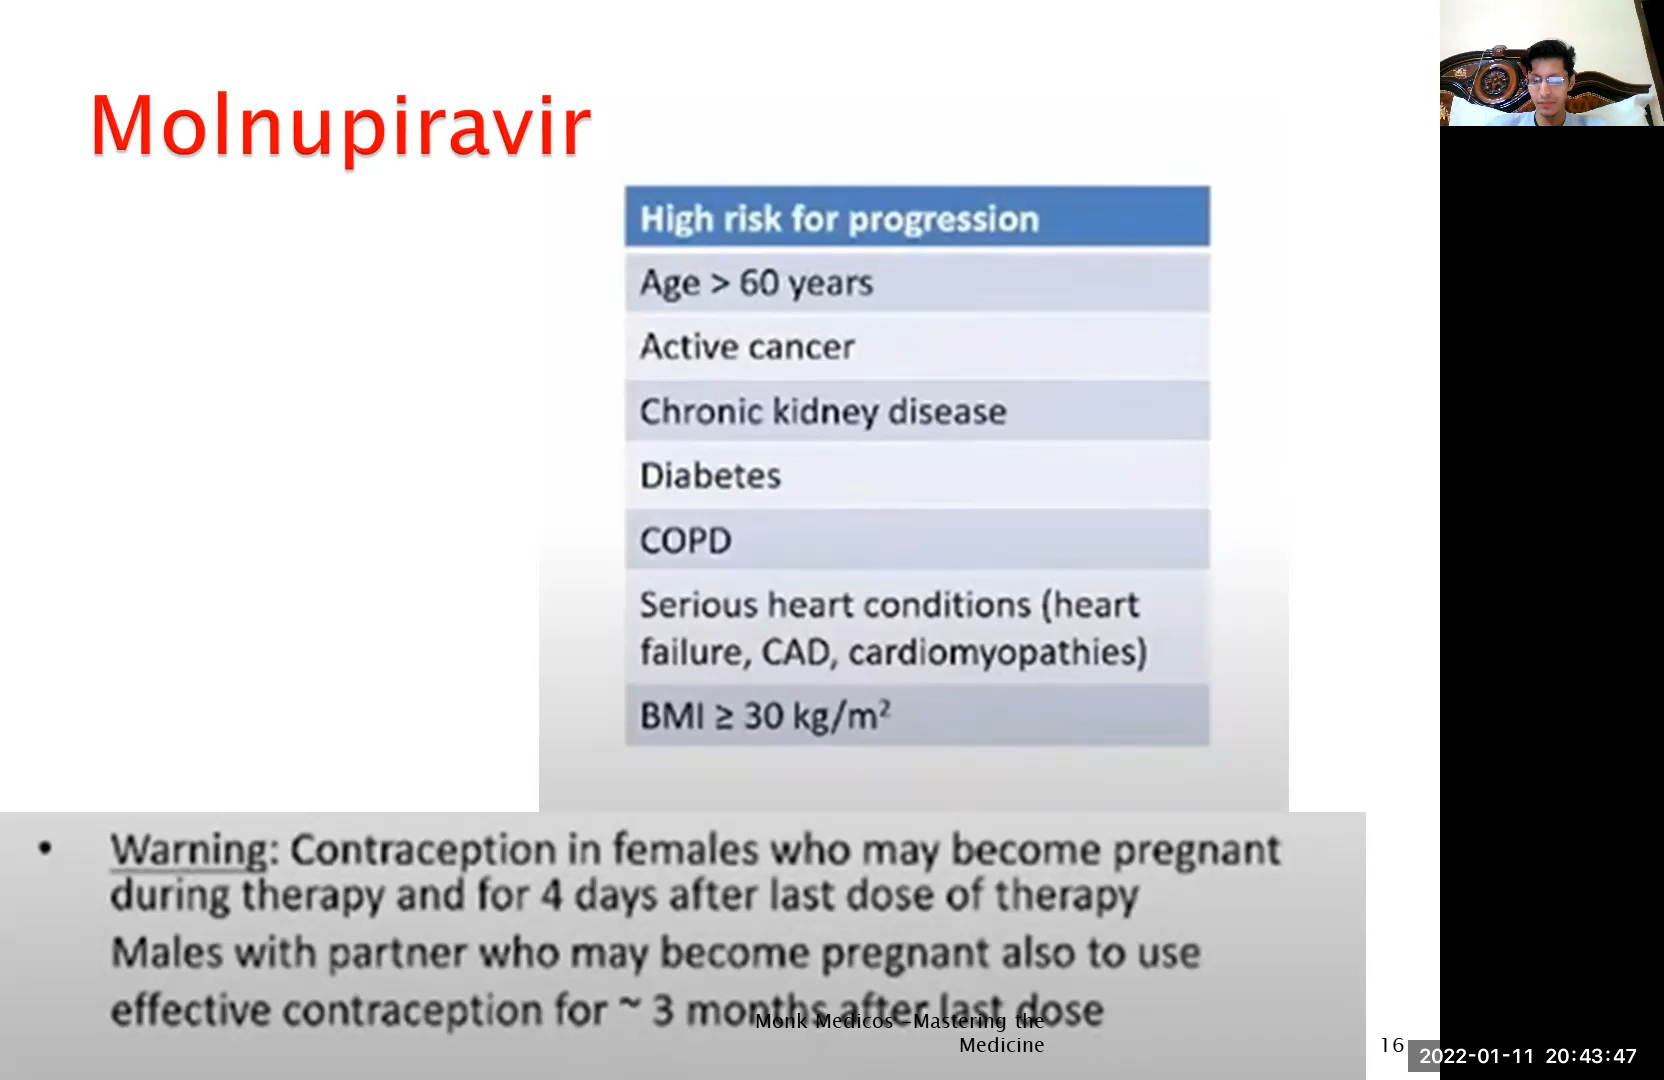 Molnupiravir
High risk for progression
Age > 60 years
Active cancer
Chronic kidney disease
Diabetes
COPD
Serious heart conditions (heart
failure, CAD, cardiomyopathies)
BMI ≥ 30 kg/m²
• Warning: Contraception in females who may become pregnant
during therapy and for 4 days after last dose of therapy
Males with partner who may become pregnant also to use
effective contraception for ~ 3 months after last dose
Monk Medicos -Mastering the
Medicine
16
2022-01-11 20:43:47